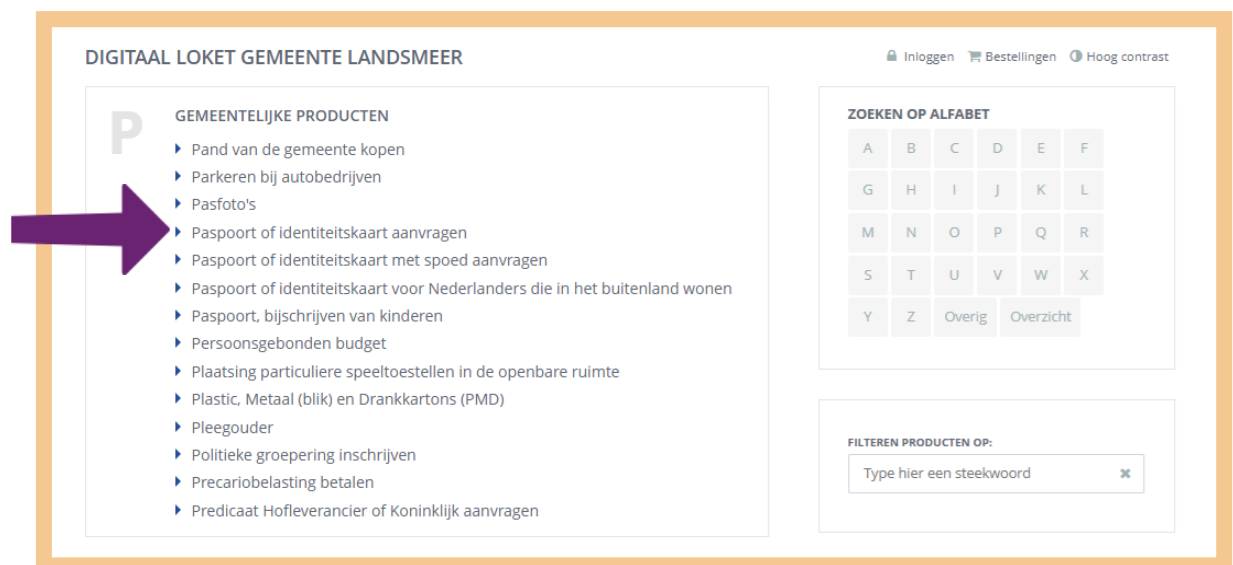 DIGITAAL LOKET GEMEENTE LANDSMEER
Inloggen Bestellingen Hoog contrast
P
GEMEENTELIJKE PRODUCTEN
Pand van de gemeente kopen
Parkeren bij autobedrijven
Pasfoto's
Paspoort of identiteitskaart aanvragen
Paspoort of identiteitskaart met spoed aanvragen
Paspoort of identiteitskaart voor Nederlanders die in het buitenland wonen
Paspoort, bijschrijven van kinderen
Persoonsgebonden budget
Plaatsing particuliere speeltoestellen in de openbare ruimte
Plastic, Metaal (blik) en Drankkartons (PMD)
Pleegouder
Politieke groepering inschrijven
Precariobelasting betalen
Predicaat Hofleverancier of Koninklijk aanvragen
ZOEKEN OP ALFABET
A B C D E F
G H I J K L
M N O P Q R
S T U V W X
Y Z Overig Overzicht
FILTEREN PRODUCTEN OP:
Type hier een steekwoord